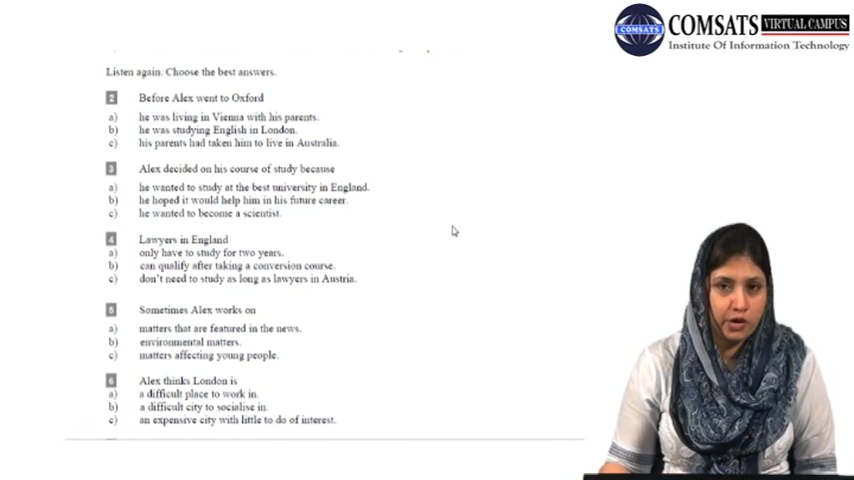 COMSATS VIRTUAL CAMPUS
Institute Of Information Technology
COMSATS
Listen again. Choose the best answers.
2 Before Alex went to Oxford
a) he was living in Vienna with his parents.
b) he was studying English in London.
c) his parents had taken him to live in Australia.
3 Alex decided on his course of study because
a) he wanted to study at the best university in England.
b) he hoped it would help him in his future career.
c) he wanted to become a scientist.
4 Lawyers in England
a) only have to study for two years.
b) can qualify after taking a conversion course.
c) don't need to study as long as lawyers in Austria.
5 Sometimes Alex works on
a) matters that are featured in the news.
b) environmental matters.
c) matters affecting young people.
6 Alex thinks London is
a) a difficult place to work in.
b) a difficult city to socialise in.
c) an expensive city with little to do of interest.